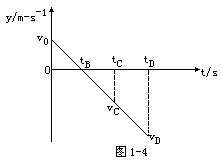 y/m-s⁻¹
v₀
t_B t_C t_D
0 t/s
v_C
v_D
图 1-4